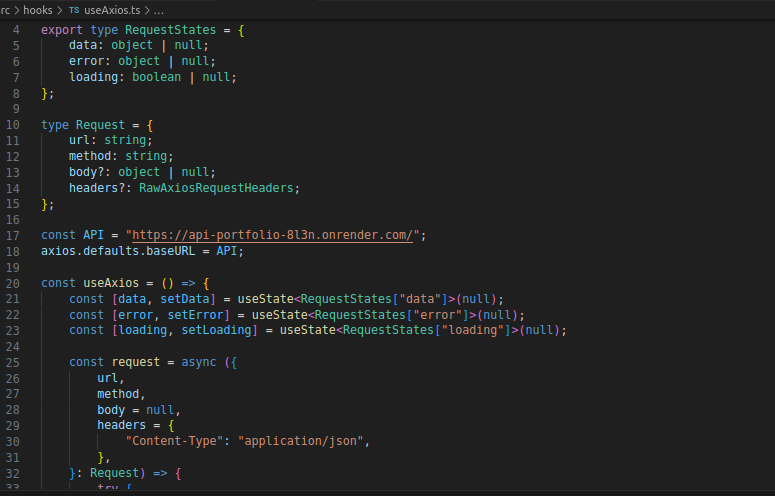 rc > hooks > TS useAxios.ts > ...
4 export type RequestStates = {
5 data: object | null;
6 error: object | null;
7 loading: boolean | null;
8 };
9
10 type Request = {
11 url: string;
12 method: string;
13 body?: object | null;
14 headers?: RawAxiosRequestHeaders;
15 };
16
17 const API = "https://api-portfolio-8l3n.onrender.com/";
18 axios.defaults.baseURL = API;
19
20 const useAxios = () => {
21 const [data, setData] = useState<RequestStates["data"]>(null);
22 const [error, setError] = useState<RequestStates["error"]>(null);
23 const [loading, setLoading] = useState<RequestStates["loading"]>(null);
24
25 const request = async ({
26 url,
27 method,
28 body = null,
29 headers = {
30 "Content-Type": "application/json",
31 },
32 }: Request) => {
33 try {